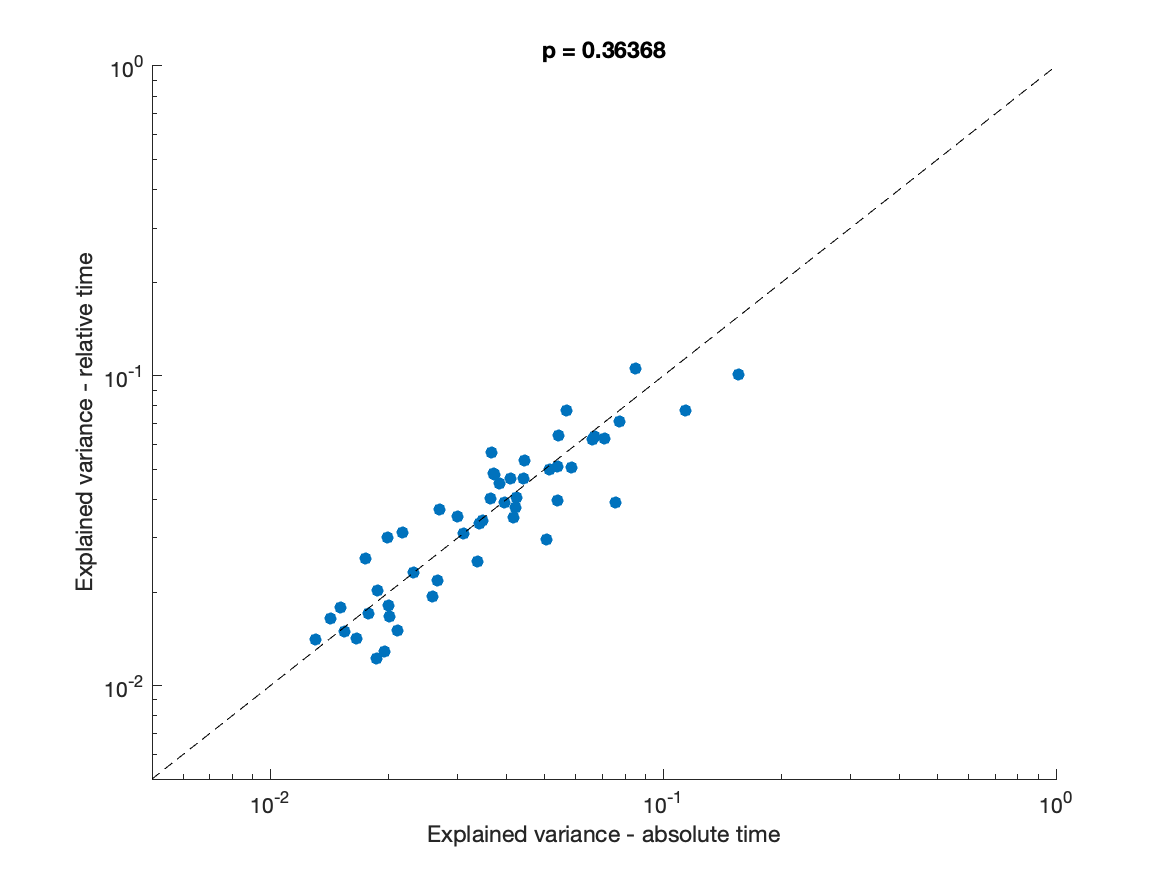 p = 0.36368
10^0
10^-1
10^-2
Explained variance - relative time
10^-2
10^-1
10^0
Explained variance - absolute time